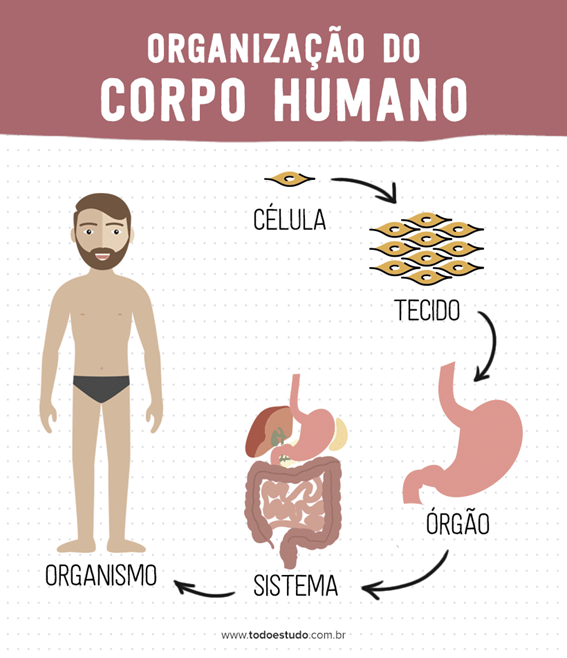 ORGANIZAÇÃO DO
CORPO HUMANO
CÉLULA
TECIDO
ÓRGÃO
SISTEMA
ORGANISMO
www.todoestudo.com.br